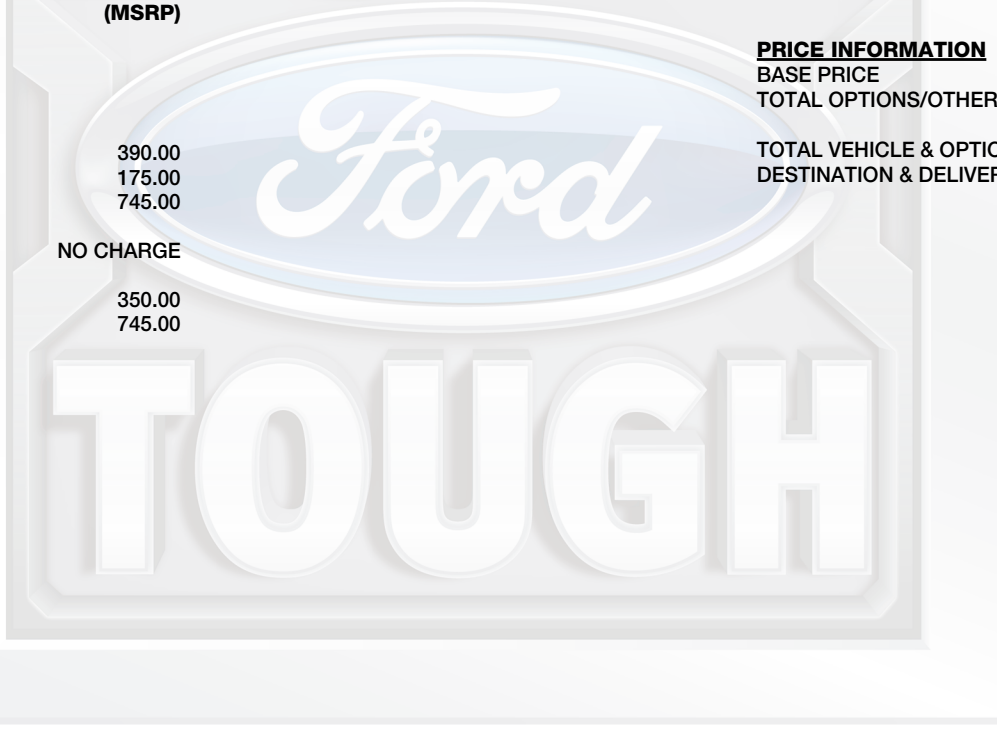 (MSRP)
390.00
175.00
745.00
NO CHARGE
350.00
745.00
PRICE INFORMATION
BASE PRICE
TOTAL OPTIONS/OTHER
TOTAL VEHICLE & OPTIO
DESTINATION & DELIVER
Ford
TOUGH